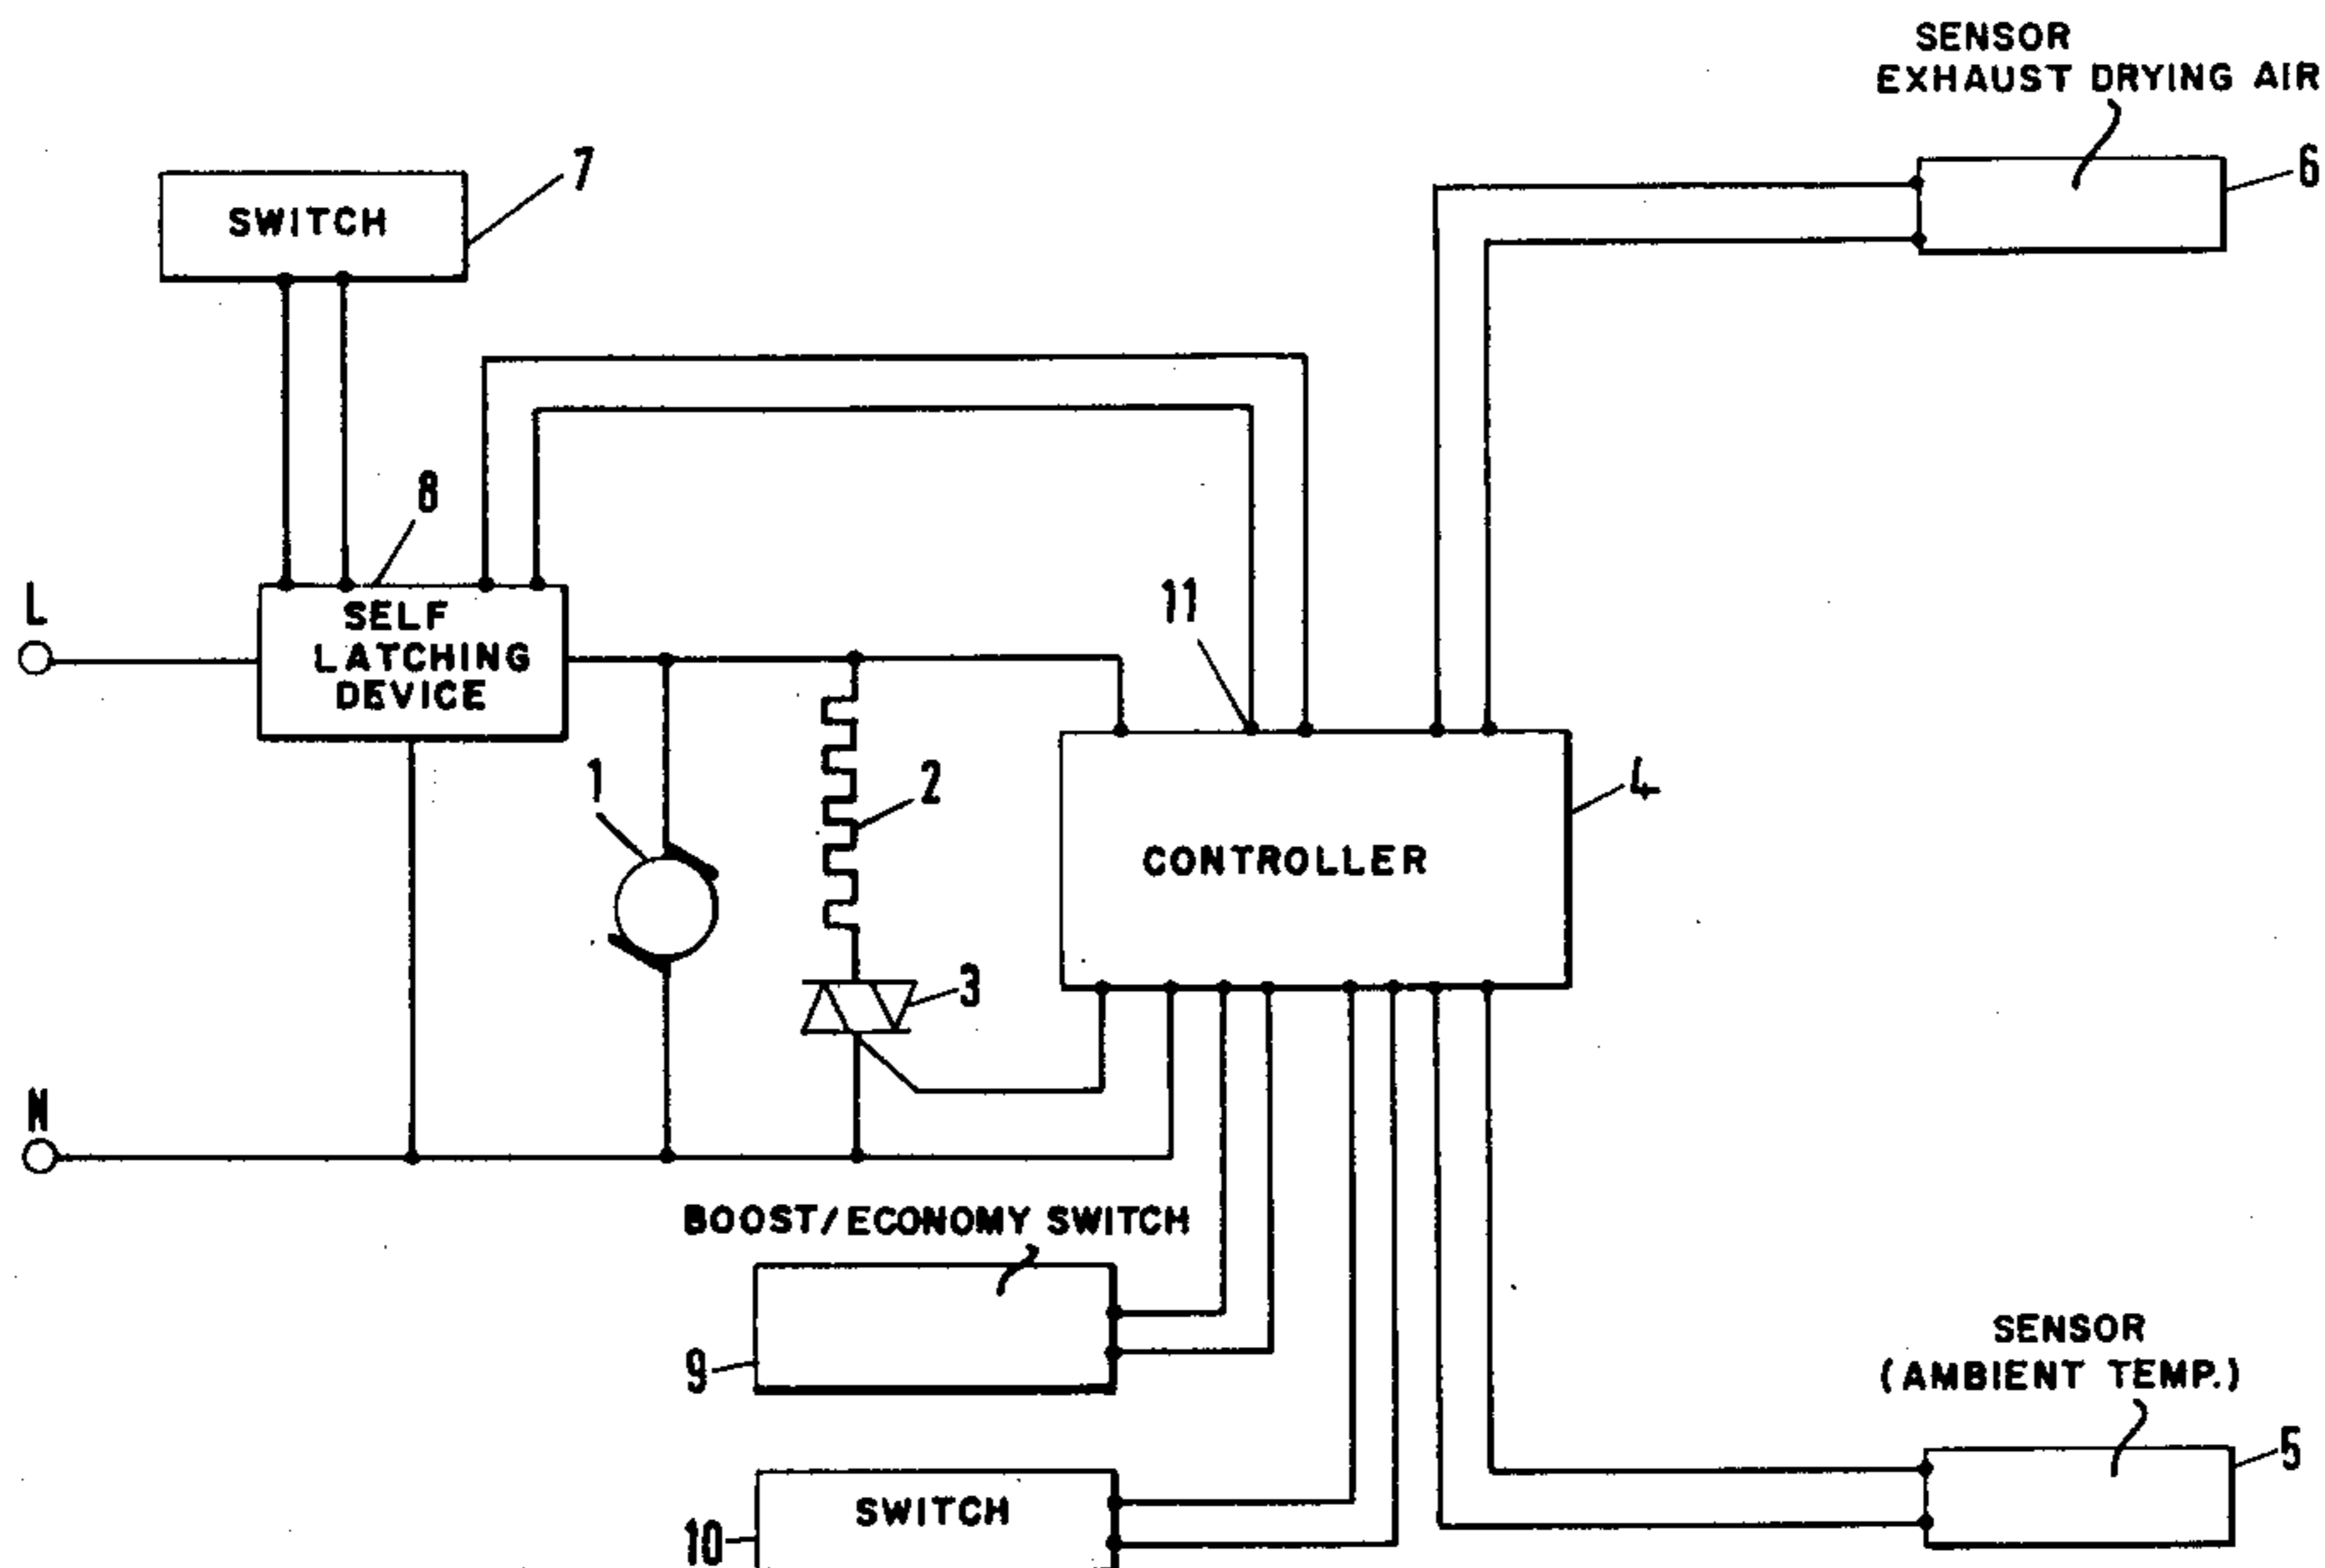 SENSOR
EXHAUST DRYING AIR
6
7
SWITCH
8
L
SELF
LATCHING
DEVICE
11
1
2
4
CONTROLLER
3
N
BOOST/ECONOMY SWITCH
9
SENSOR
(AMBIENT TEMP.)
5
SWITCH
10